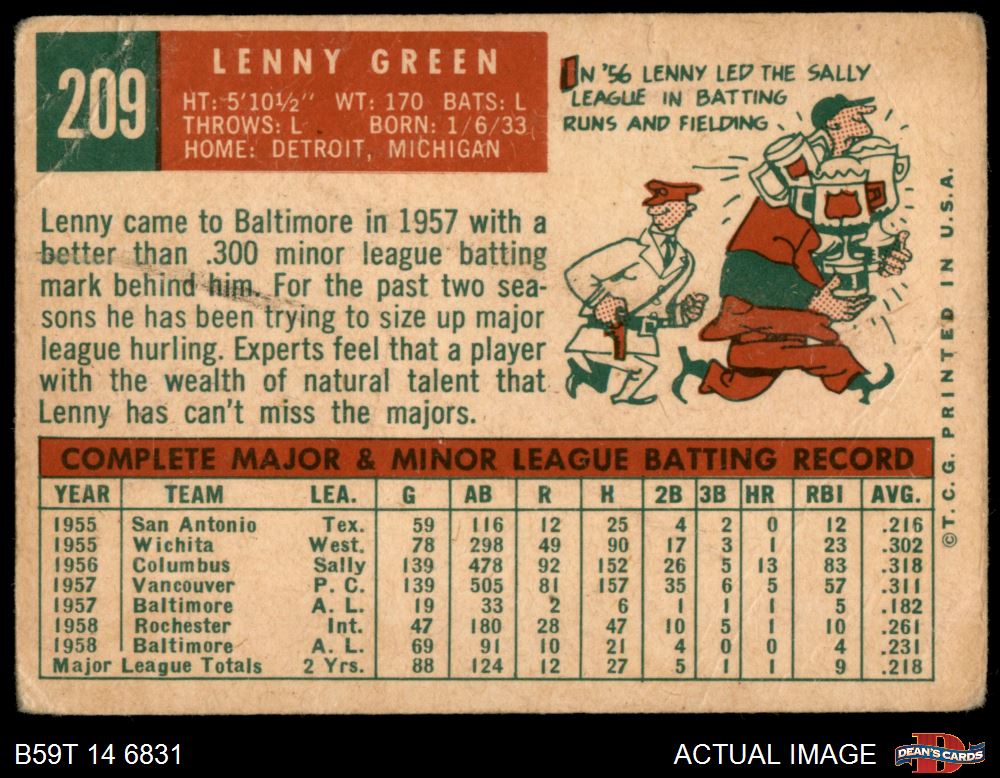 209
LENNY GREEN
HT: 5'10½" WT: 170 BATS: L
THROWS: L BORN: 1/6/33
HOME: DETROIT, MICHIGAN
IN '56 LENNY LED THE SALLY
LEAGUE IN BATTING
RUNS AND FIELDING.
Lenny came to Baltimore in 1957 with a
better than .300 minor league batting
mark behind him. For the past two sea-
sons he has been trying to size up major
league hurling. Experts feel that a player
with the wealth of natural talent that
Lenny has can't miss the majors.
COMPLETE MAJOR & MINOR LEAGUE BATTING RECORD
YEAR TEAM LEA. G AB R H 2B 3B HR RBI AVG.
1955 San Antonio Tex. 59 116 12 25 4 2 0 12 .216
1955 Wichita West. 78 298 49 90 17 3 1 23 .302
1956 Columbus Sally 139 478 92 152 26 5 13 83 .318
1957 Vancouver P. C. 139 505 81 157 35 6 5 57 .311
1957 Baltimore A. L. 19 33 2 6 1 1 1 5 .182
1958 Rochester Int. 47 180 28 47 10 5 1 10 .261
1958 Baltimore A. L. 69 91 10 21 4 0 0 4 .231
Major League Totals 2 Yrs. 88 124 12 27 5 1 1 9 .218
© T. C. G. PRINTED IN U. S. A.
B59T 14 6831
ACTUAL IMAGE
D
DEAN'S CARDS